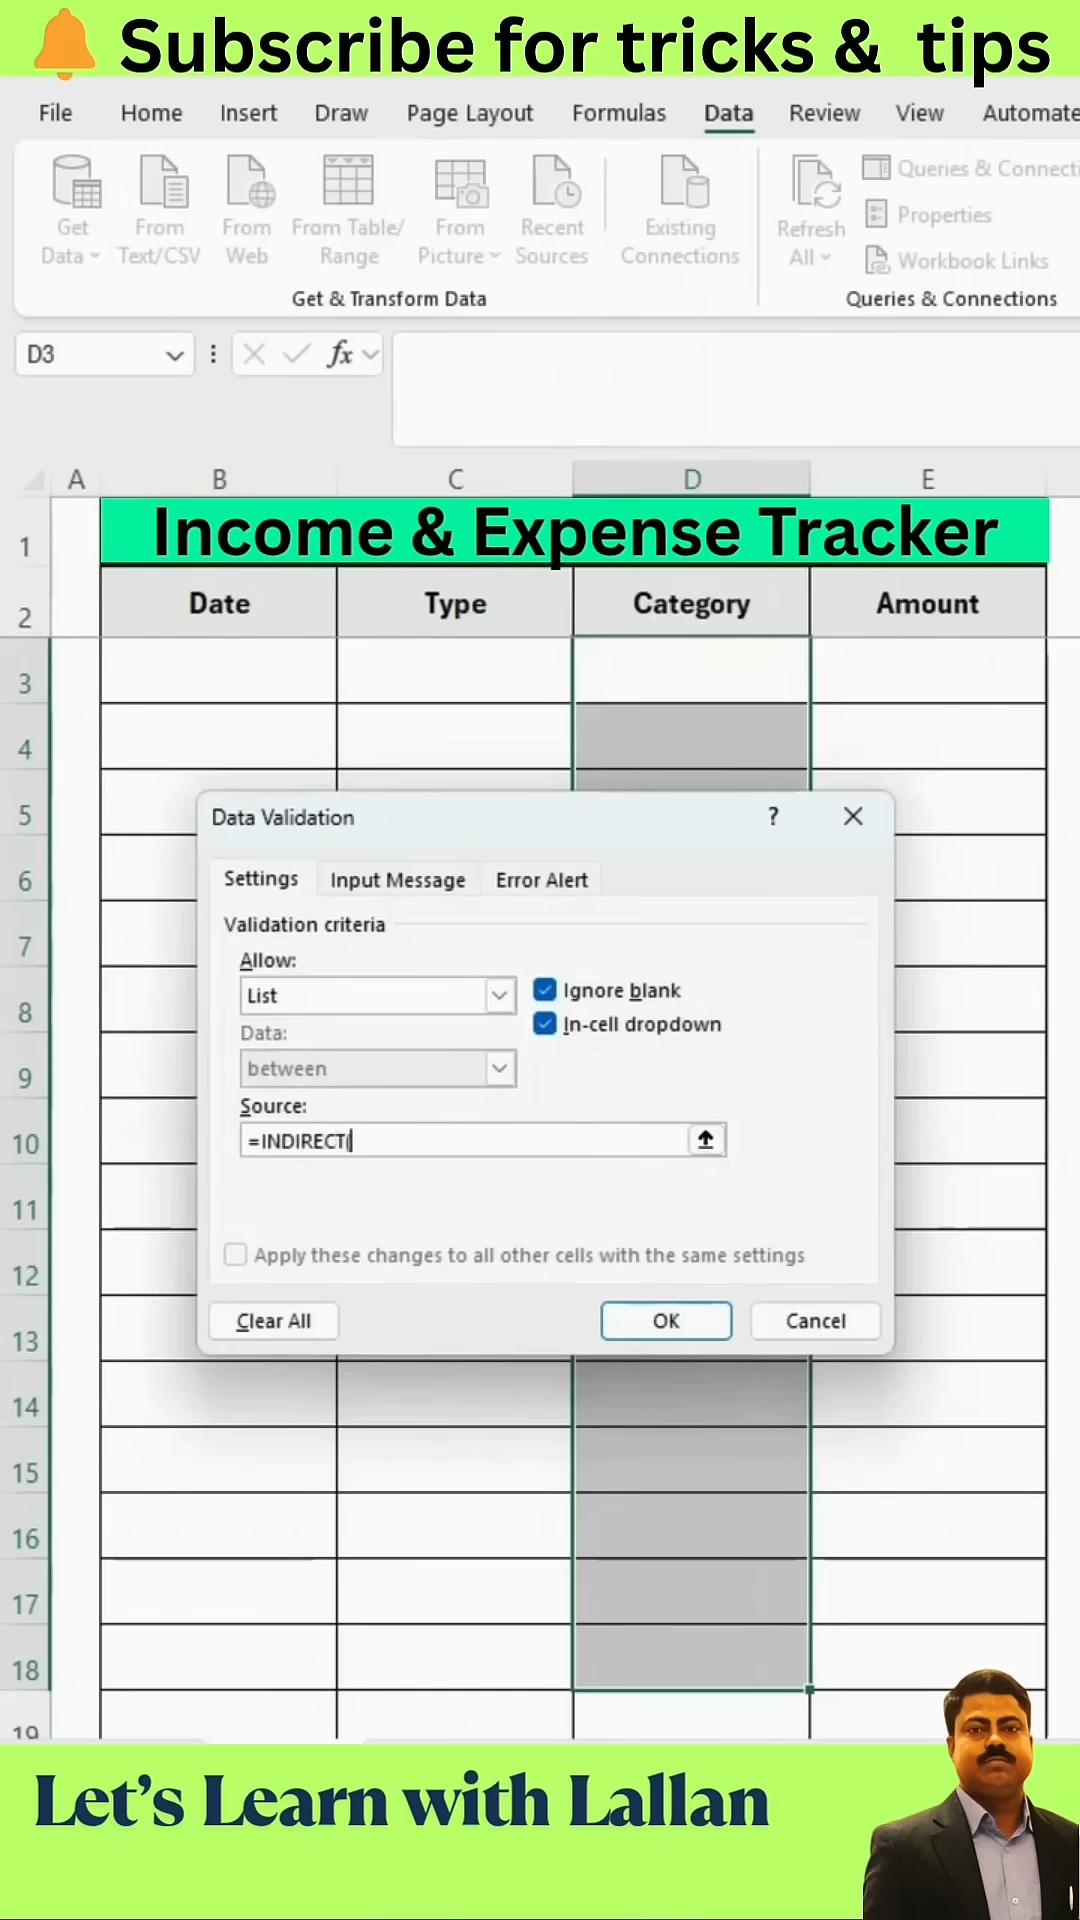 Subscribe for tricks & tips
File Home Insert Draw Page Layout Formulas Data Review View Automate
Get Data From Text/CSV From Web From Table/ Range From Picture Recent Sources Existing Connections Refresh All
Queries & Connecti
Properties
Workbook Links
Get & Transform Data Queries & Connections
D3 fx
A B C D E
1 Income & Expense Tracker
2 Date Type Category Amount
3
4
5
6
7
8
9
10
11
12
13
14
15
16
17
18
19
Data Validation ?
Settings Input Message Error Alert
Validation criteria
Allow:
List Ignore blank
In-cell dropdown
Data:
between
Source:
=INDIRECT(
Apply these changes to all other cells with the same settings
Clear All OK Cancel
Let's Learn with Lallan